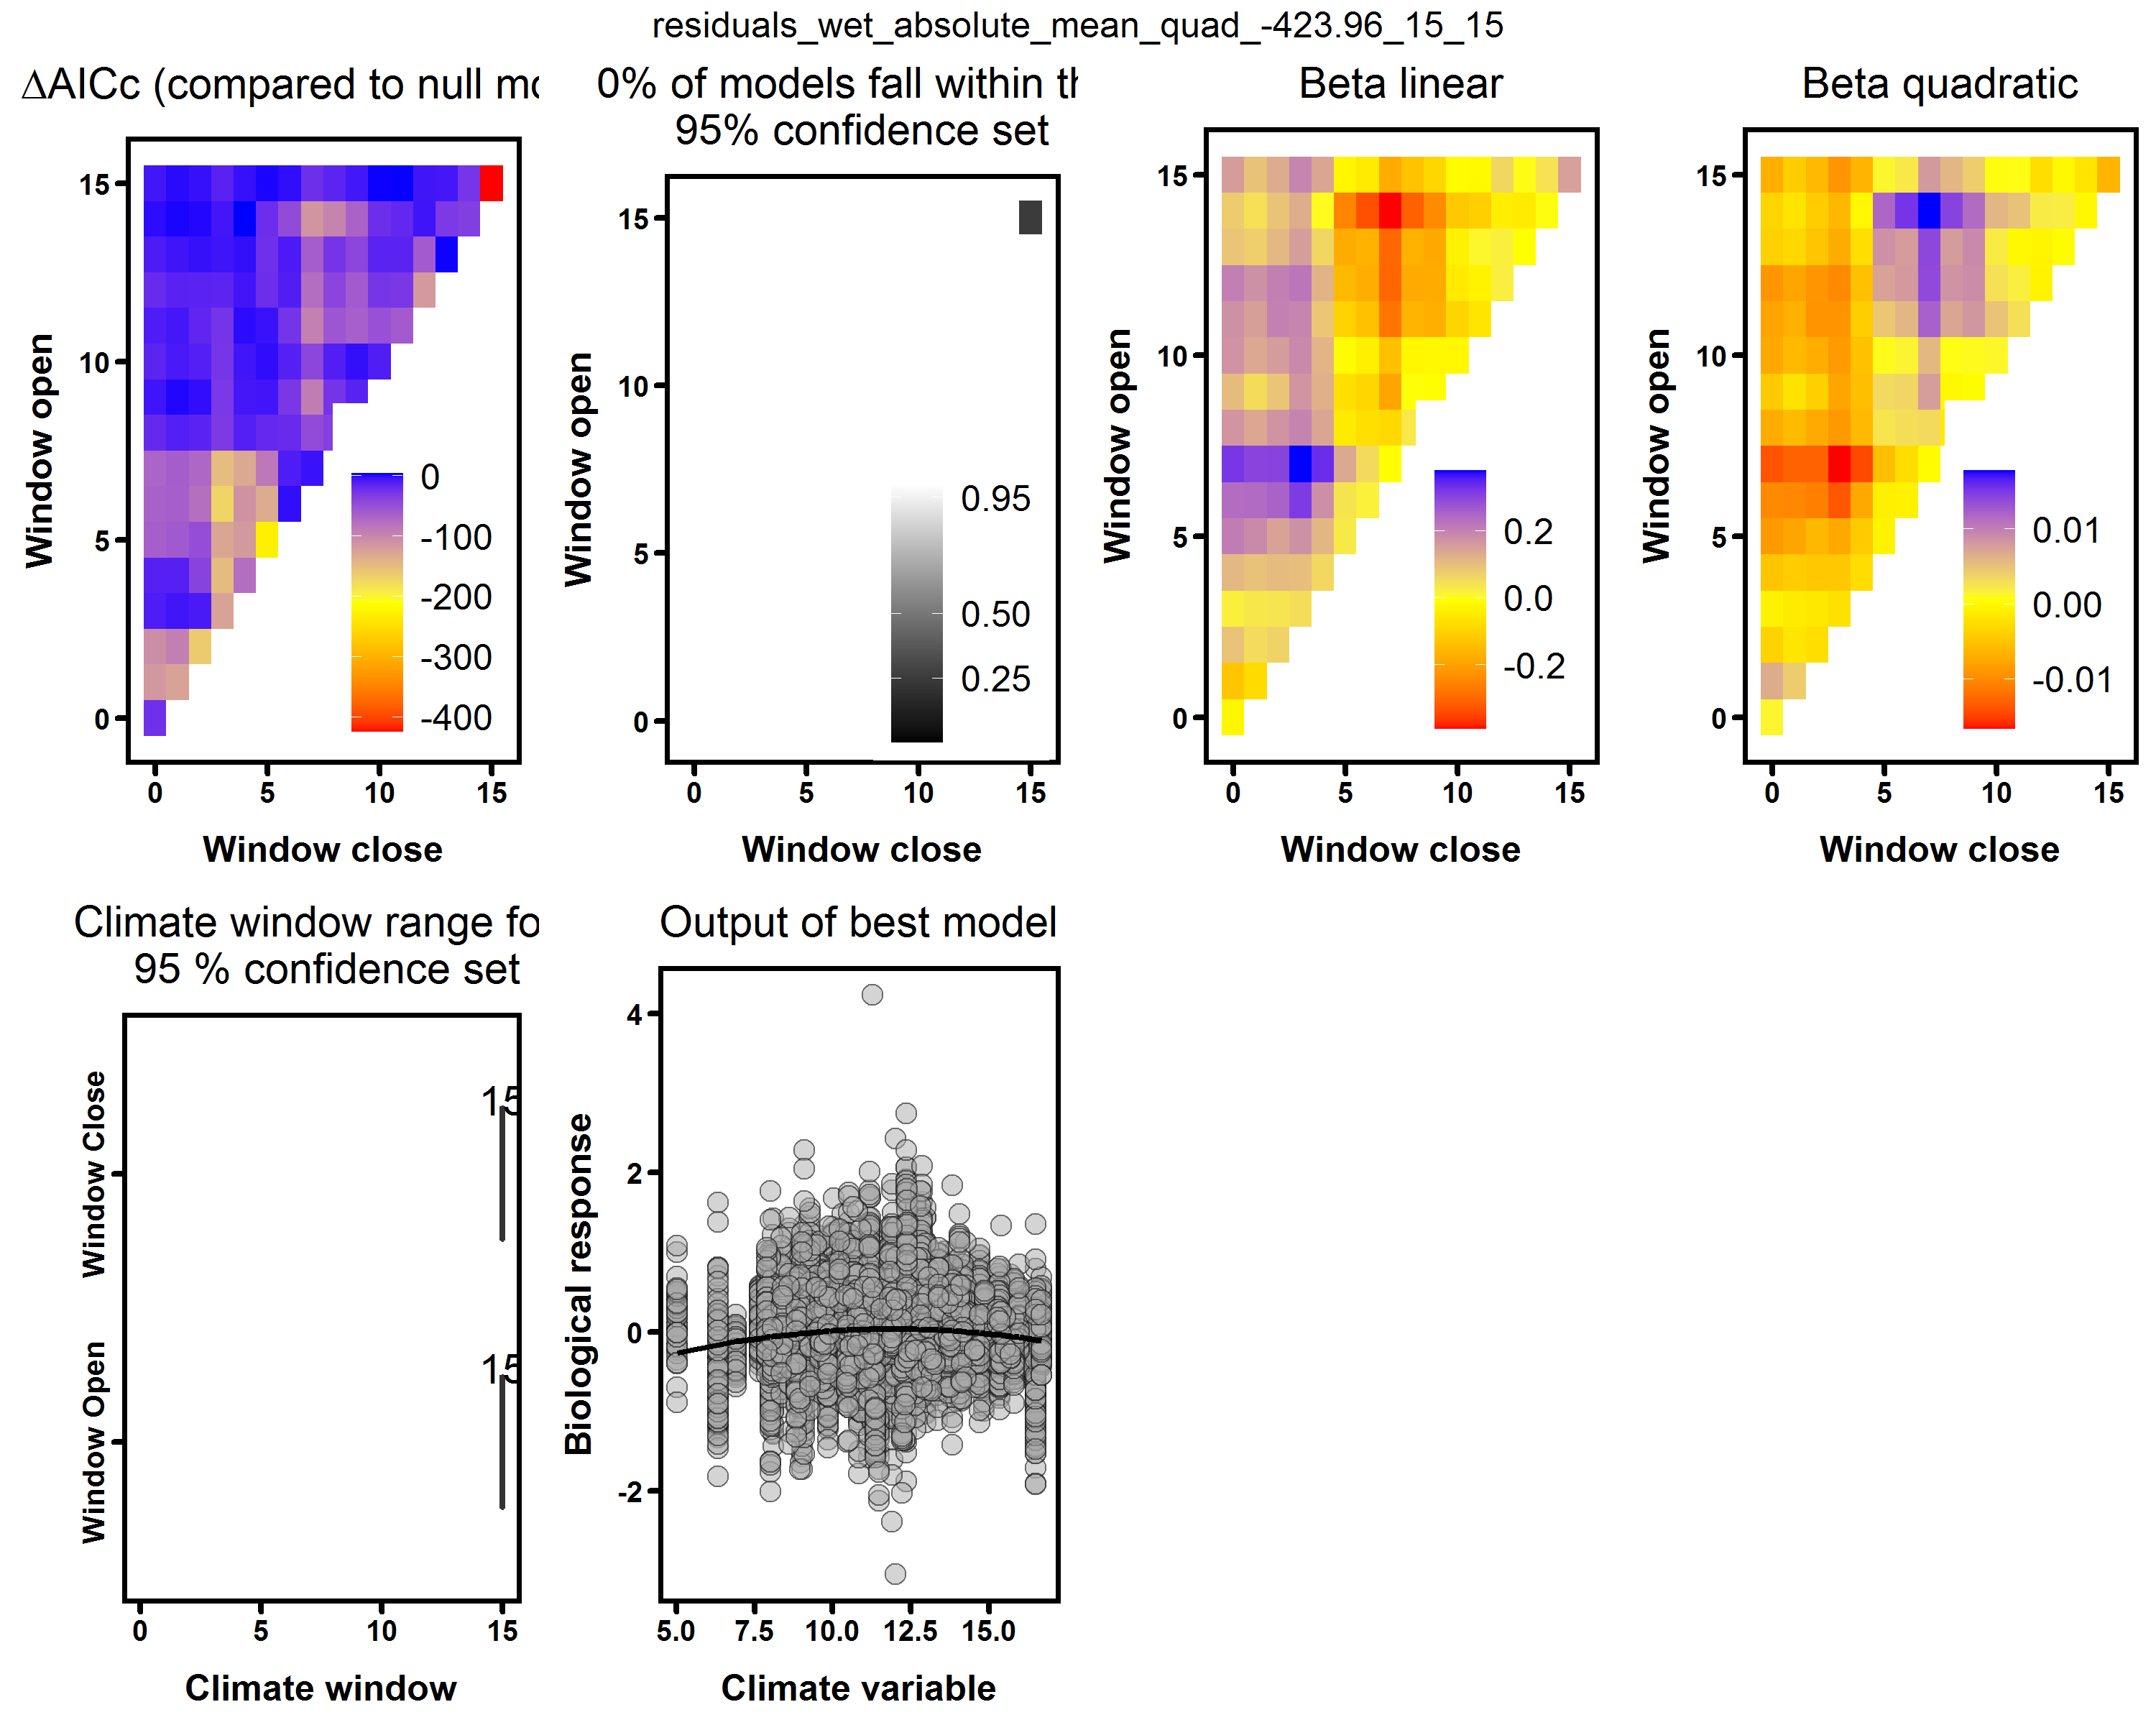 residuals_wet_absolute_mean_quad_-423.96_15_15
ΔAICc (compared to null mo
15
10
5
0
0
-100
-200
-300
-400
0 5 10 15
Window open
Window close
0% of models fall within th
95% confidence set
15
10
5
0
0.95
0.50
0.25
0 5 10 15
Window open
Window close
Beta linear
15
10
5
0
0.2
0.0
-0.2
0 5 10 15
Window open
Window close
Beta quadratic
15
10
5
0
0.01
0.00
-0.01
0 5 10 15
Window open
Window close
Climate window range fo
95 % confidence set
Window Close
Window Open
15
15
0 5 10 15
Climate window
Output of best model
4
2
0
-2
Biological response
5.0 7.5 10.0 12.5 15.0
Climate variable